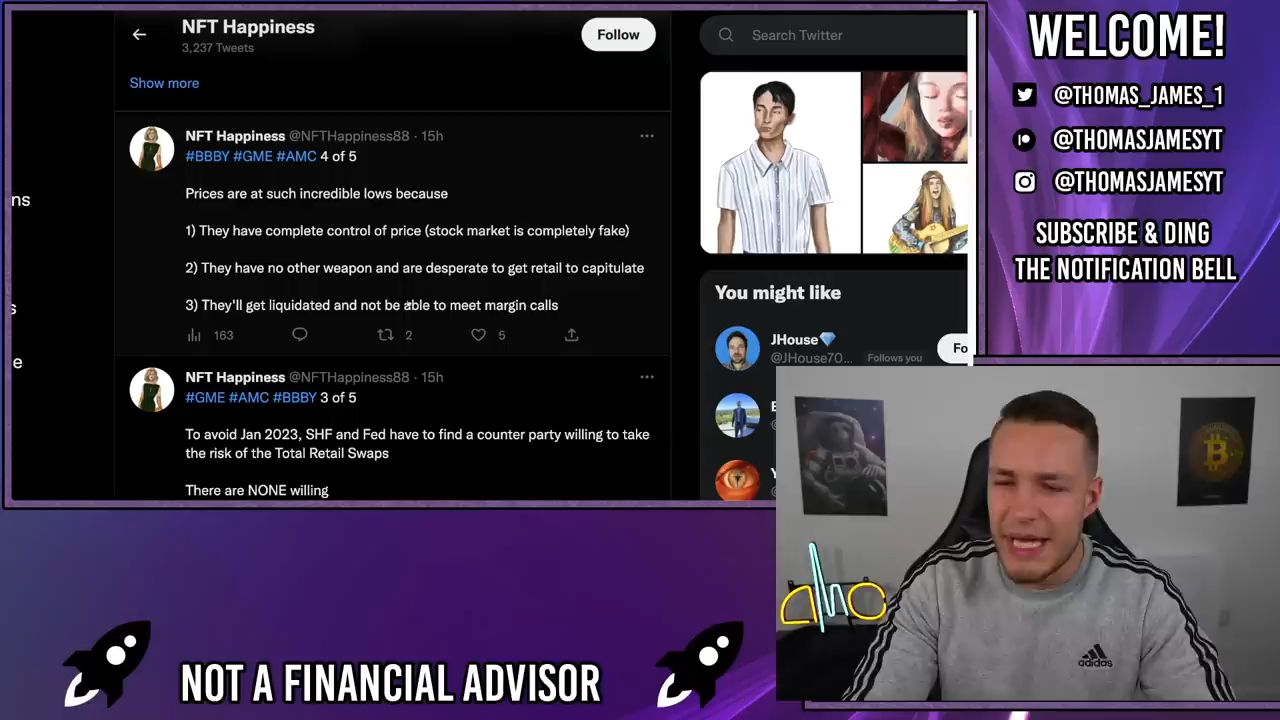 NFT Happiness
3,237 Tweets
Follow
Search Twitter
Show more
NFT Happiness @NFTHappiness88 · 15h
#BBBY #GME #AMC 4 of 5
Prices are at such incredible lows because
1) They have complete control of price (stock market is completely fake)
2) They have no other weapon and are desperate to get retail to capitulate
3) They'll get liquidated and not be able to meet margin calls
163
2
5
NFT Happiness @NFTHappiness88 · 15h
#GME #AMC #BBBY 3 of 5
To avoid Jan 2023, SHF and Fed have to find a counter party willing to take
the risk of the Total Retail Swaps
There are NONE willing
ns
s
e
You might like
JHouse
@JHouse70... Follows you
Fo
WELCOME!
@THOMAS_JAMES_1
@THOMASJAMESYT
@THOMASJAMESYT
SUBSCRIBE & DING
THE NOTIFICATION BELL
adidas
NOT A FINANCIAL ADVISOR